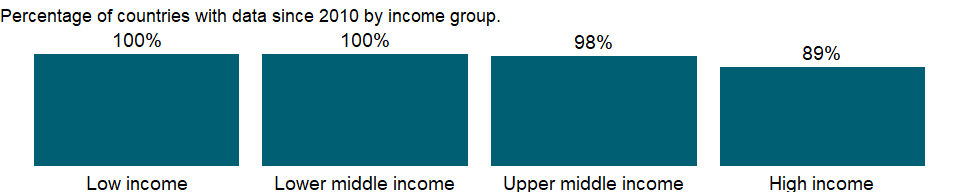 Percentage of countries with data since 2010 by income group.
100% 100% 98% 89%
Low income Lower middle income Upper middle income High income